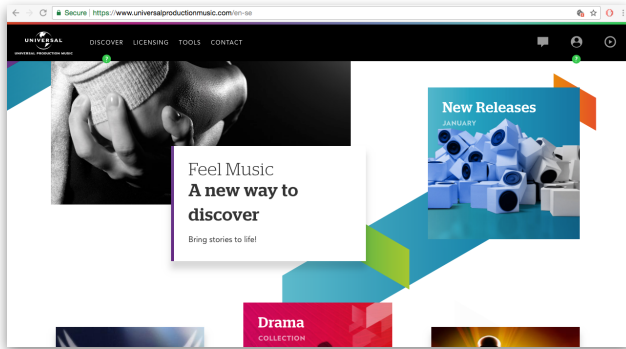 Secure | https://www.universalproductionmusic.com/en-se
UNIVERSAL
UNIVERSAL PRODUCTION MUSIC
DISCOVER LICENSING TOOLS CONTACT
? ?
New Releases
JANUARY
Feel Music
A new way to
discover
Bring stories to life!
Drama
COLLECTION